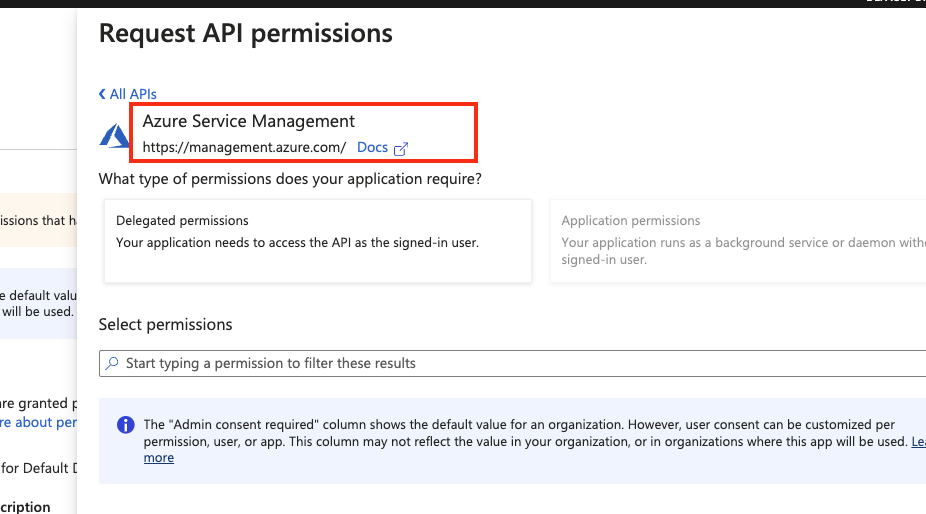 Request API permissions
All APIs
Azure Service Management
https://management.azure.com/ Docs
What type of permissions does your application require?
Delegated permissions
Your application needs to access the API as the signed-in user.
Application permissions
Your application runs as a background service or daemon
signed-in user.
Select permissions
Start typing a permission to filter these results
The "Admin consent required" column shows the default value for an organization. However, user consent can be customized per
permission, user, or app. This column may not reflect the value in your organization, or in organizations where this app will be used.
more
that
e default valu
will be used.
are granted
re about per
for Default D
cription